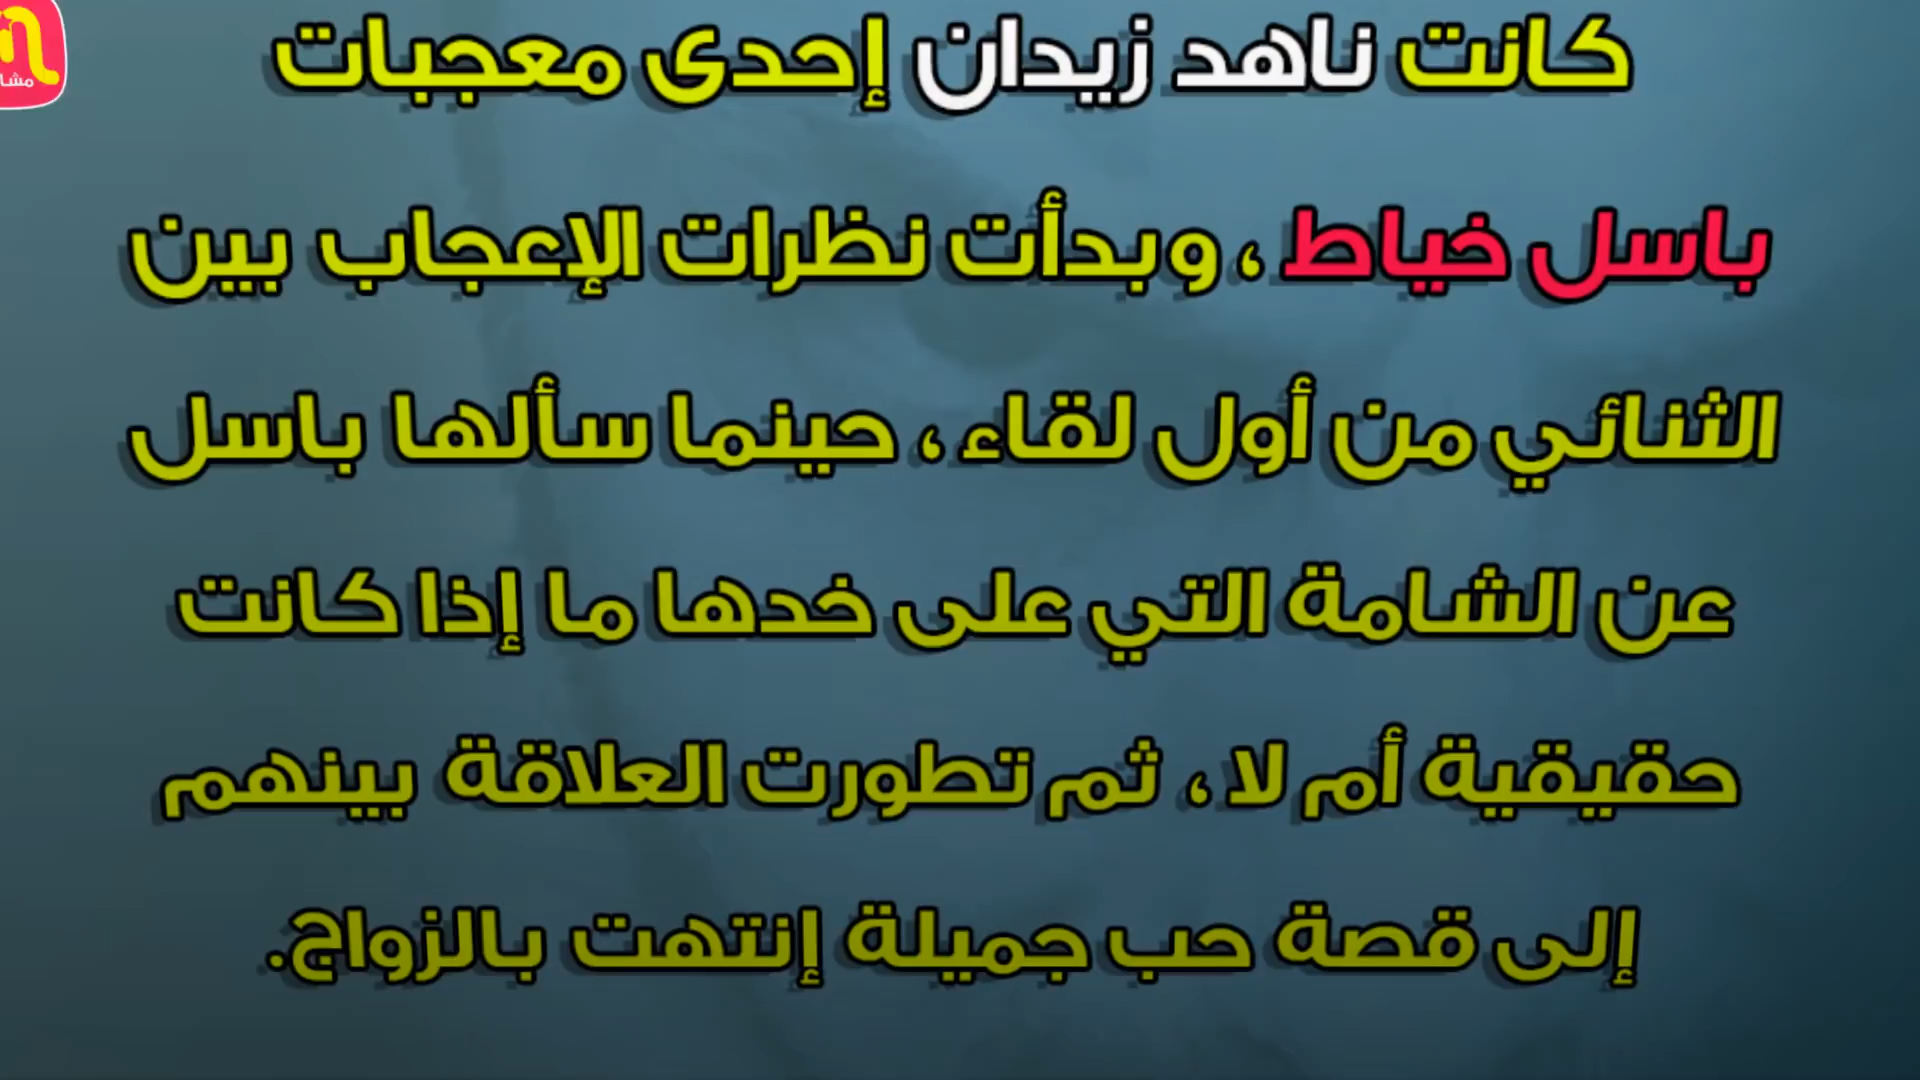 كانت ناهد زيدان إحدى معجبات
باسل خياط ، وبدأت نظرات الإعجاب بين
الثنائي من أول لقاء ، حينما سألها باسل
عن الشامة التي على خدها ما إذا كانت
حقيقية أم لا ، ثم تطورت العلاقة بينهم
إلى قصة حب جميلة إنتهت بالزواج.